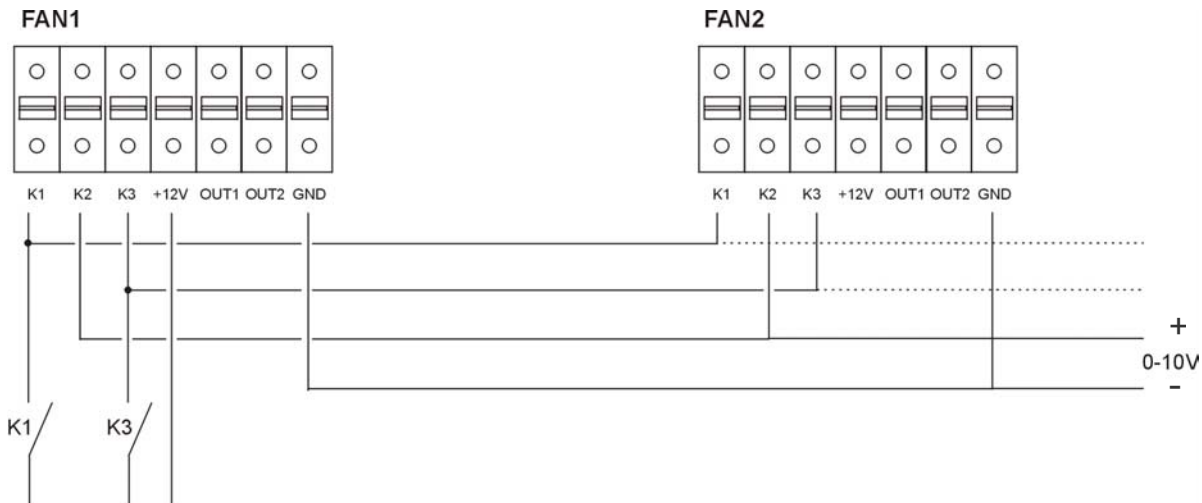 FAN1 FAN2
K1 K2 K3 +12V OUT1 OUT2 GND K1 K2 K3 +12V OUT1 OUT2 GND
+
0-10V
-
K1 K3